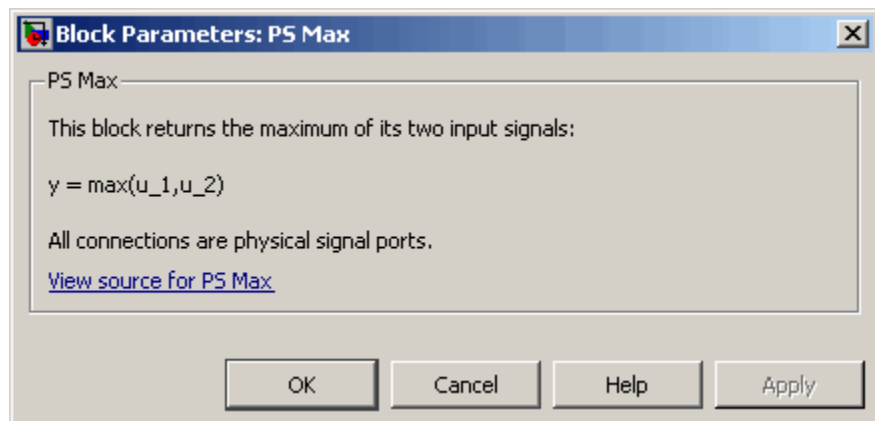 Block Parameters: PS Max
PS Max
This block returns the maximum of its two input signals:
y = max(u_1,u_2)
All connections are physical signal ports.
View source for PS Max
OK
Cancel
Help
Apply